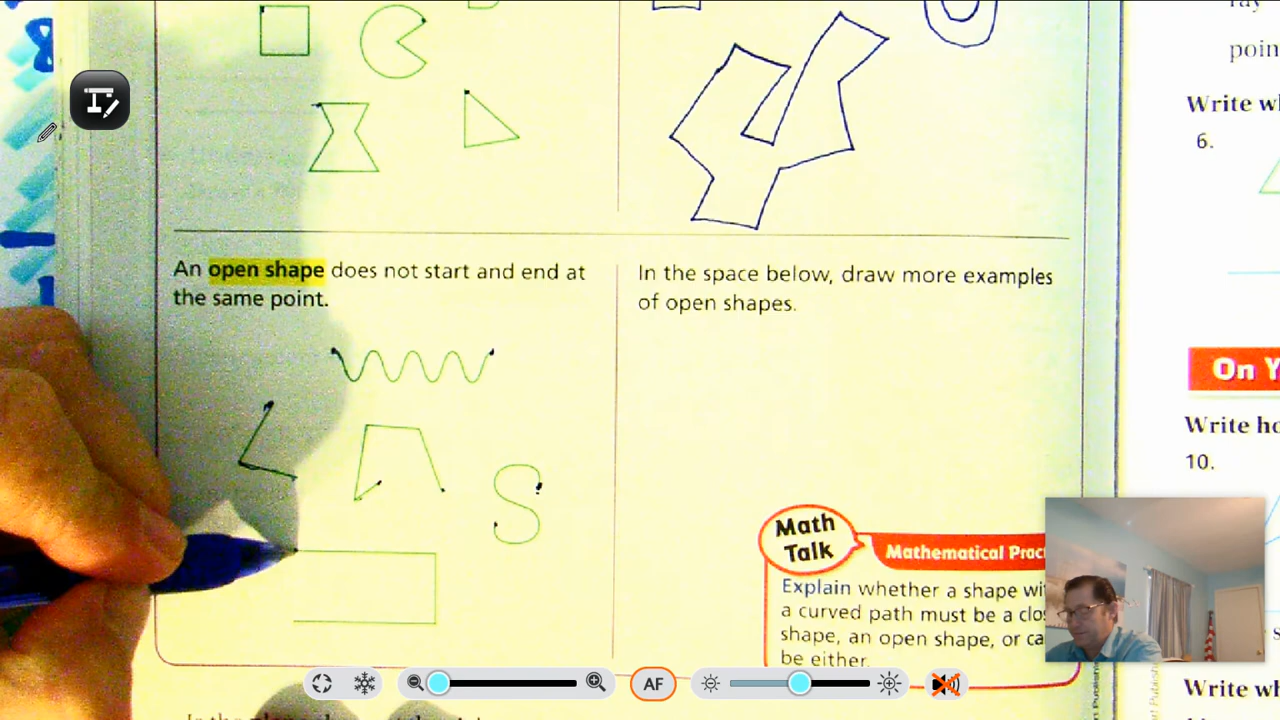 poin
Write w
6.
An open shape does not start and end at
the same point.
In the space below, draw more examples
of open shapes.
On Y
Write ho
10.
Math
Talk
Mathematical Prac
Explain whether a shape wi
a curved path must be a clo
shape, an open shape, or ca
be either.
AF
Write w